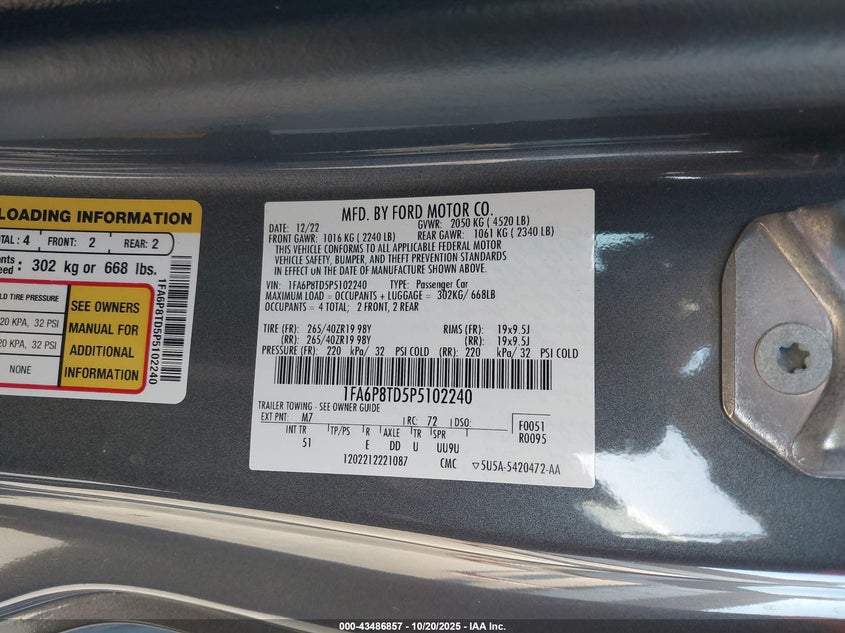 LOADING INFORMATION
TOTAL: 4 FRONT: 2 REAR: 2
302 kg or 668 lbs.
TIRE PRESSURE
KPA, 32 PSI
KPA, 32 PSI
NONE
SEE OWNERS
MANUAL FOR
ADDITIONAL
INFORMATION
1FA6P8TD5P5102240
MFD. BY FORD MOTOR CO.
DATE: 12/22 GVWR: 2050 KG ( 4520 LB)
FRONT GAWR: 1016 KG ( 2240 LB) REAR GAWR: 1061 KG ( 2340 LB)
THIS VEHICLE CONFORMS TO ALL APPLICABLE FEDERAL MOTOR
VEHICLE SAFETY, BUMPER, AND THEFT PREVENTION STANDARDS
IN EFFECT ON THE DATE OF MANUFACTURE SHOWN ABOVE.
VIN: 1FA6P8TD5P5102240 TYPE: Passenger Car
MAXIMUM LOAD = OCCUPANTS + LUGGAGE = 302KG/ 668LB
OCCUPANTS = 4 TOTAL; 2 FRONT, 2 REAR
TIRE (FR): 265/40ZR19 98Y RIMS (FR): 19x9.5J
(RR): 265/40ZR19 98Y (RR): 19x9.5J
PRESSURE (FR): 220 kPa/ 32 PSI COLD (RR): 220 kPa/ 32 PSI COLD
1FA6P8TD5P5102240
TRAILER TOWING - SEE OWNER GUIDE
EXT PNT: M7 RC: 72 DSO:
INT TR TP/PS R AXLE TR SPR
51 E DD U UU9U
F0051
R0095
1202212221087 CMC 5U5A-5420472-AA
000-43486857 - 10/20/2025 - IAA Inc.